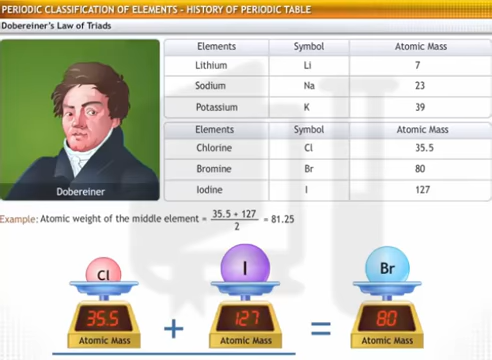 PERIODIC CLASSIFICATION OF ELEMENTS - HISTORY OF PERIODIC TABLE
Dobereiner's Law of Triads
Elements Symbol Atomic Mass
Lithium Li 7
Sodium Na 23
Potassium K 39
Elements Symbol Atomic Mass
Chlorine Cl 35.5
Bromine Br 80
Iodine I 127
Dobereiner
Example: Atomic weight of the middle element = (35.5 + 127) / 2 = 81.25
Cl I Br
35.5 + 127 = 80
Atomic Mass Atomic Mass Atomic Mass